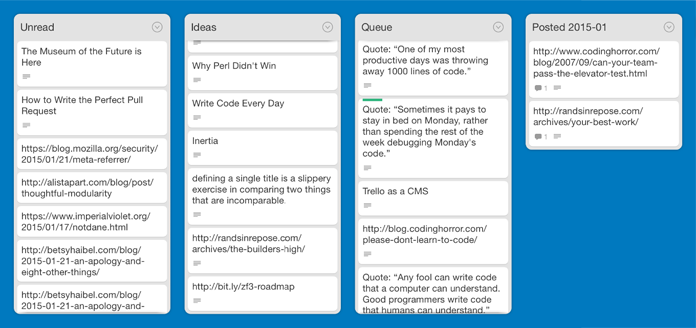 Unread
The Museum of the Future is
Here
How to Write the Perfect Pull
Request
https://blog.mozilla.org/security/
2015/01/21/meta-referrer/
http://alistapart.com/blog/post/
thoughtful-modularity
https://www.imperialviolet.org/
2015/01/17/notdane.html
http://betsyhaibel.com/blog/
2015-01-21-an-apology-and-
eight-other-things/
http://betsyhaibel.com/blog/
2015-01-21-an-apology-and-
Ideas
Why Perl Didn't Win
Write Code Every Day
Inertia
defining a single title is a slippery
exercise in comparing two things
that are incomparable
http://randsinrepose.com/
archives/the-builders-high/
http://bit.ly/zf3-roadmap
Queue
Quote: “One of my most
productive days was throwing
away 1000 lines of code.”
Quote: “Sometimes it pays to
stay in bed on Monday, rather
than spending the rest of the
week debugging Monday's
code.”
Trello as a CMS
http://blog.codinghorror.com/
please-dont-learn-to-code/
Quote: “Any fool can write code
that a computer can understand.
Good programmers write code
that humans can understand.”
Posted 2015-01
http://www.codinghorror.com/
blog/2007/09/can-your-team-
pass-the-elevator-test.html
1
http://randsinrepose.com/
archives/your-best-work/
1